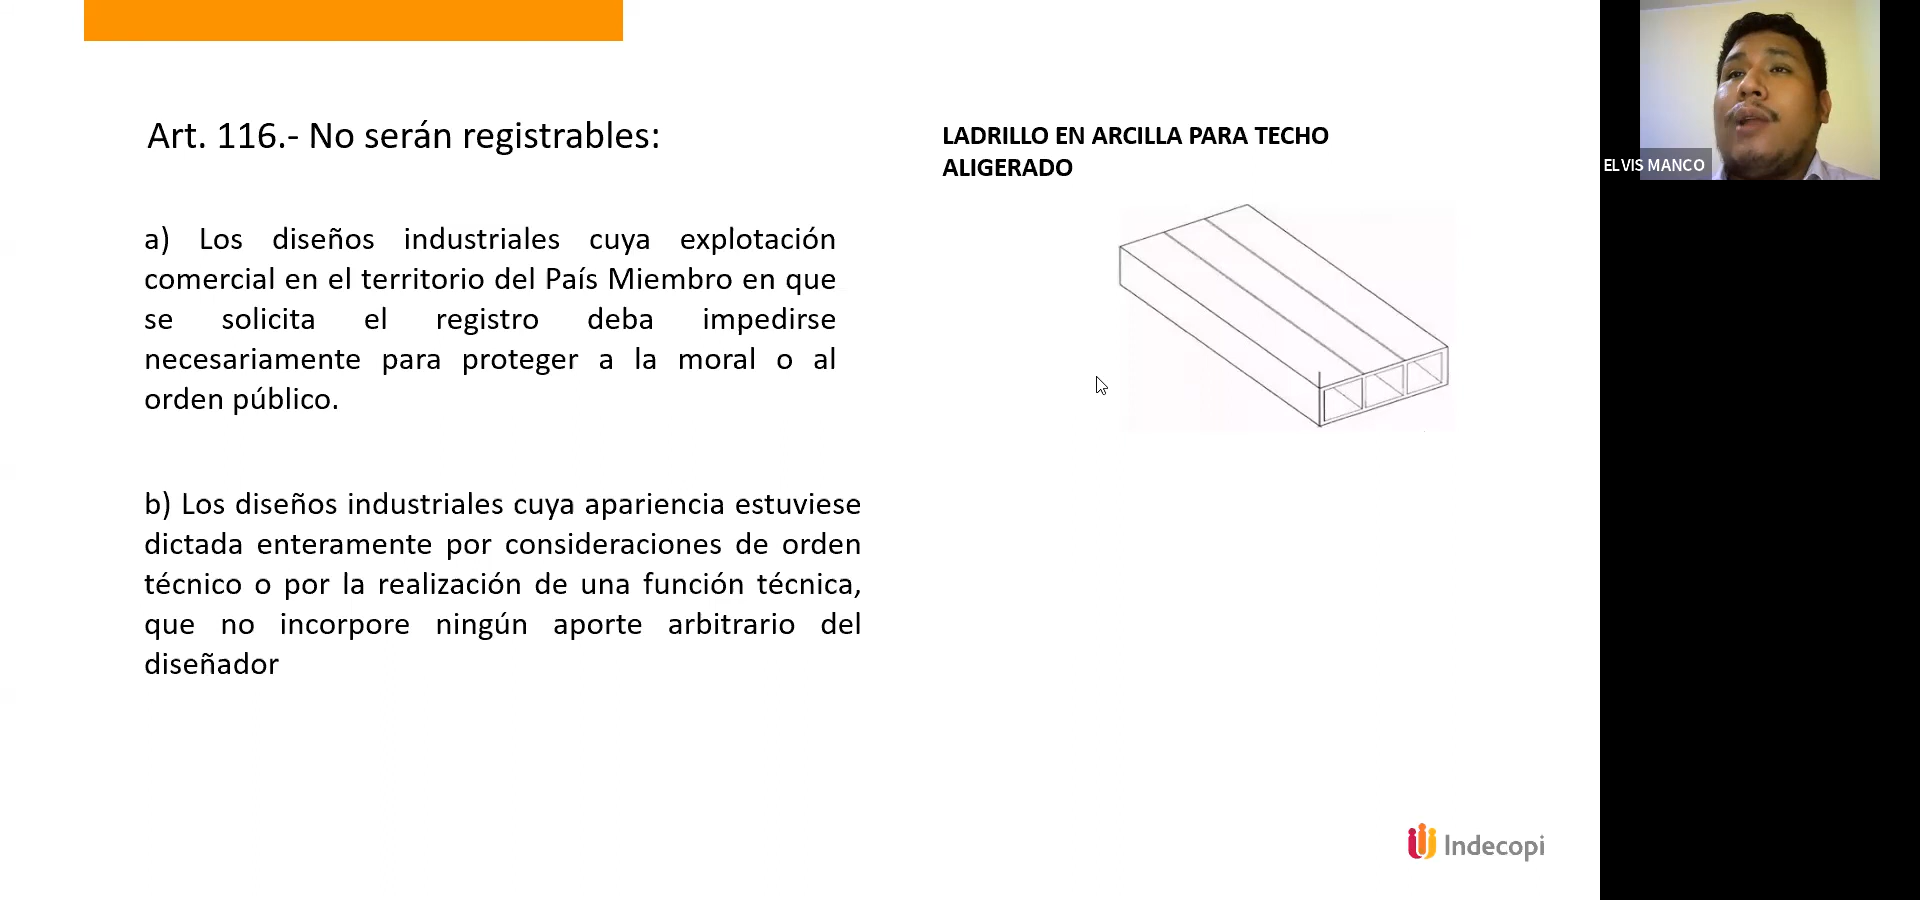 Art. 116.- No serán registrables:
a) Los diseños industriales cuya explotación
comercial en el territorio del País Miembro en que
se solicita el registro deba impedirse
necesariamente para proteger a la moral o al
orden público.
b) Los diseños industriales cuya apariencia estuviese
dictada enteramente por consideraciones de orden
técnico o por la realización de una función técnica,
que no incorpore ningún aporte arbitrario del
diseñador
LADRILLO EN ARCILLA PARA TECHO
ALIGERADO
ELVIS MANCO
Indecopi